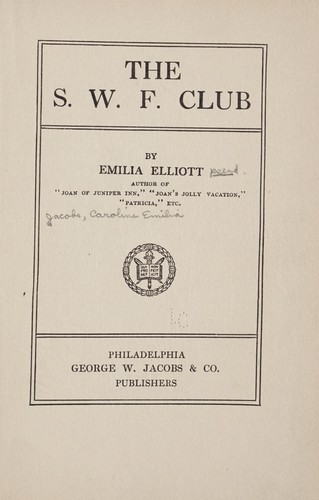 THE
S. W. F. CLUB
BY
EMILIA ELLIOTT pseud.
AUTHOR OF
"JOAN OF JUNIPER INN," "JOAN'S JOLLY VACATION,"
"PATRICIA," ETC.
Jacobs, Caroline Emilia
PHILADELPHIA
GEORGE W. JACOBS & CO.
PUBLISHERS